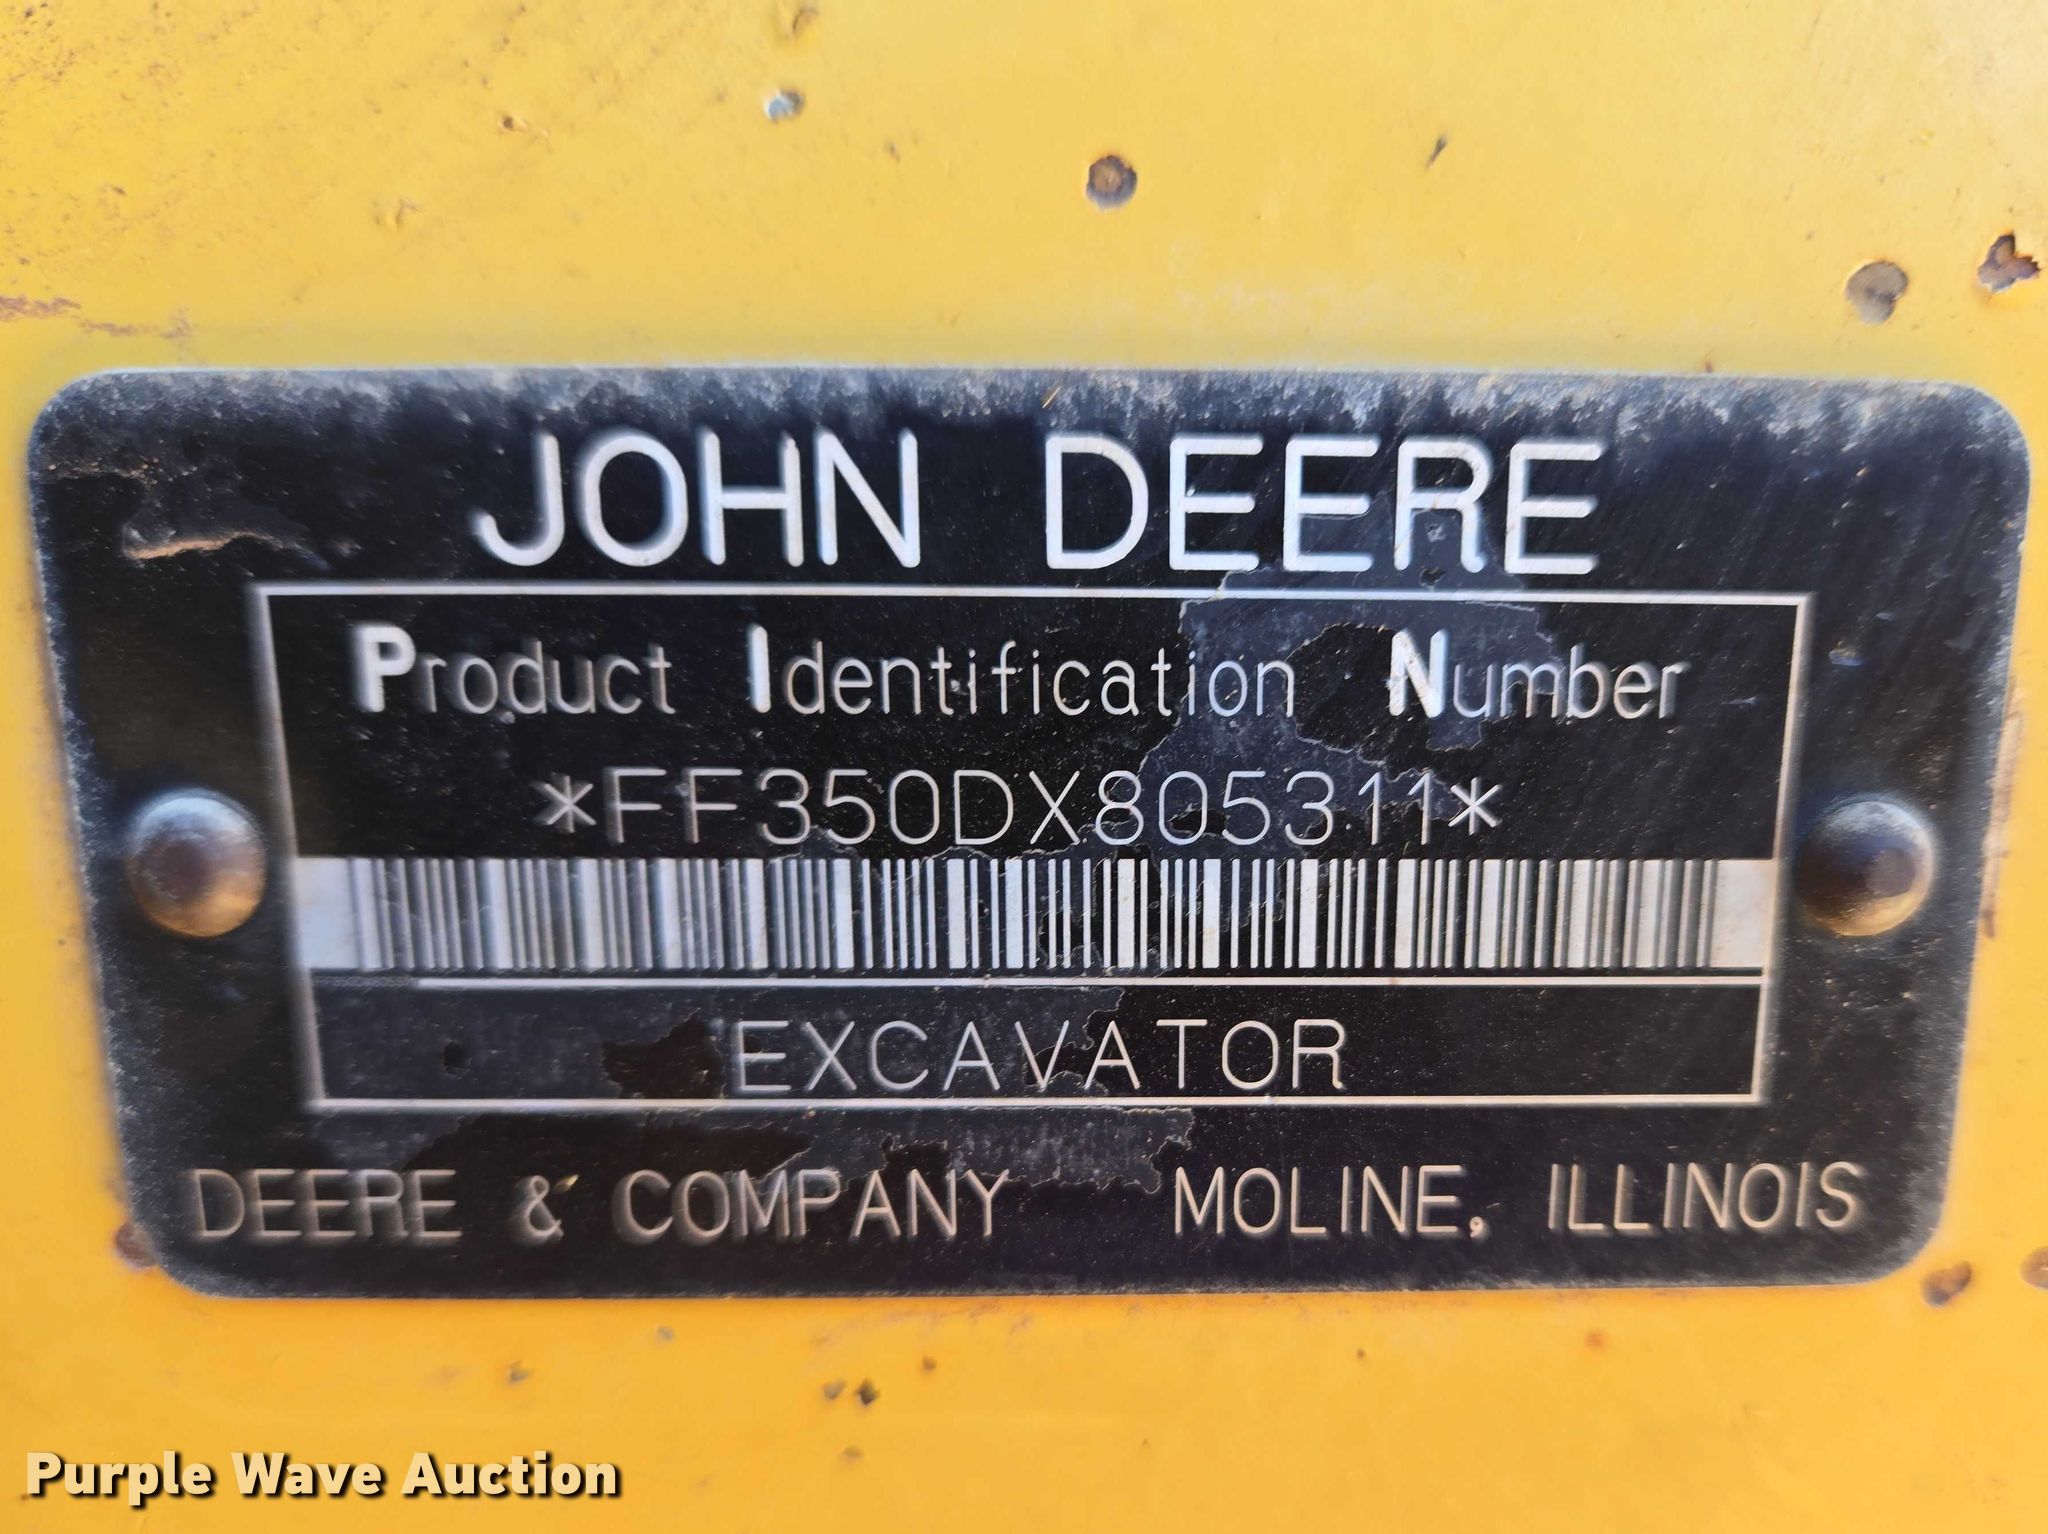 JOHN DEERE
Product Identification Number
*FF350DX805311*
EXCAVATOR
DEERE & COMPANY MOLINE, ILLINOIS
Purple Wave Auction